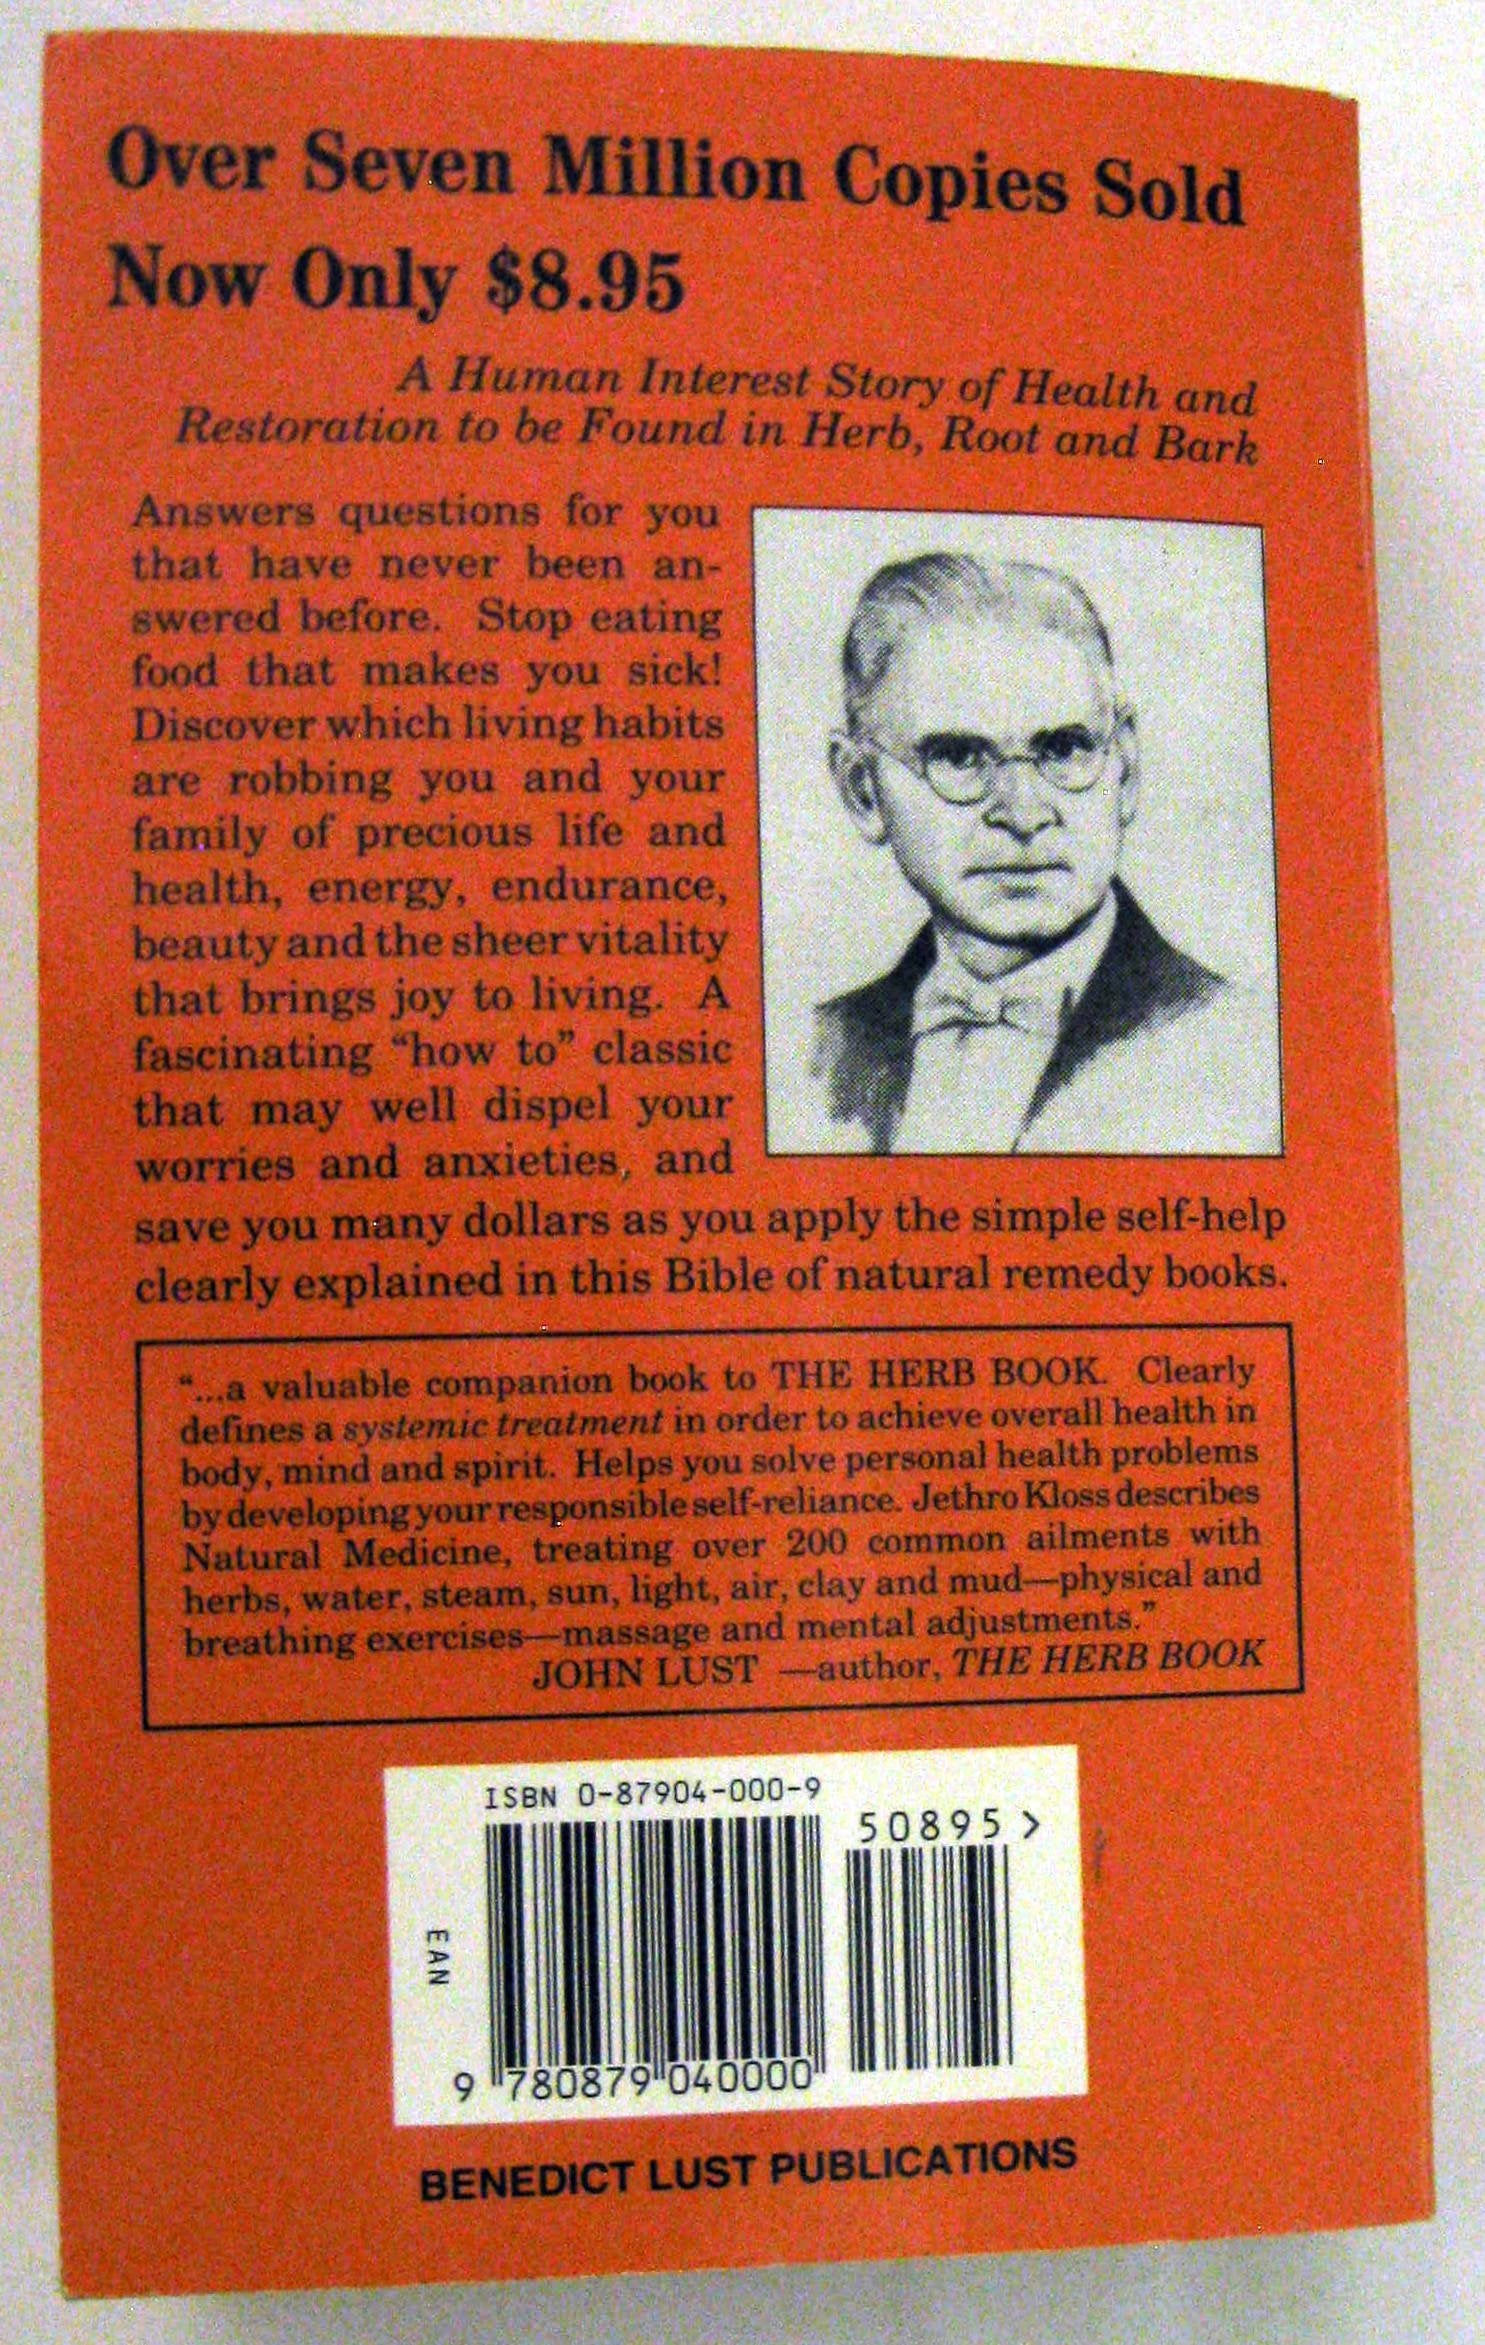 Over Seven Million Copies Sold
Now Only $8.95
A Human Interest Story of Health and
Restoration to be Found in Herb, Root and Bark
Answers questions for you
that have never been an-
swered before. Stop eating
food that makes you sick!
Discover which living habits
are robbing you and your
family of precious life and
health, energy, endurance,
beauty and the sheer vitality
that brings joy to living. A
fascinating “how to” classic
that may well dispel your
worries and anxieties, and
save you many dollars as you apply the simple self-help
clearly explained in this Bible of natural remedy books.
“...a valuable companion book to THE HERB BOOK. Clearly
defines a systemic treatment in order to achieve overall health in
body, mind and spirit. Helps you solve personal health problems
by developing your responsible self-reliance. Jethro Kloss describes
Natural Medicine, treating over 200 common ailments with
herbs, water, steam, sun, light, air, clay and mud—physical and
breathing exercises—massage and mental adjustments.”
JOHN LUST —author, THE HERB BOOK
ISBN 0-87904-000-9
50895>
EAN
9 780879 040000
BENEDICT LUST PUBLICATIONS